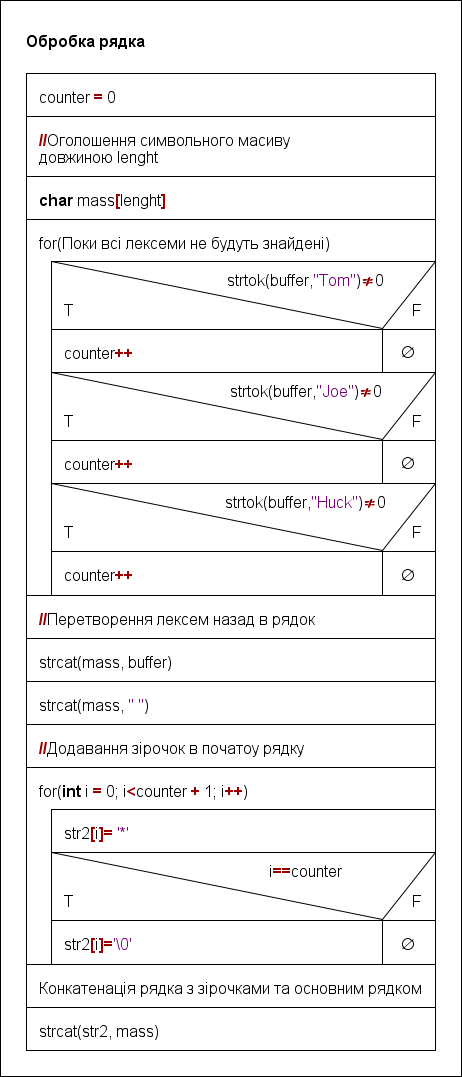 Обробка рядка
counter = 0
//Оголошення символьного масиву
довжиною lenght
char mass[lenght]
for(Поки всі лексеми не будуть знайдені)
strtok(buffer,"Tom")≠0
T F
counter++ ∅
strtok(buffer,"Joe")≠0
T F
counter++ ∅
strtok(buffer,"Huck")≠0
T F
counter++ ∅
//Перетворення лексем назад в рядок
strcat(mass, buffer)
strcat(mass, " ")
//Додавання зірочок в початоу рядку
for(int i = 0; i<counter + 1; i++)
str2[i]= '*'
i==counter
T F
str2[i]='\0' ∅
Конкатенація рядка з зірочками та основним рядком
strcat(str2, mass)